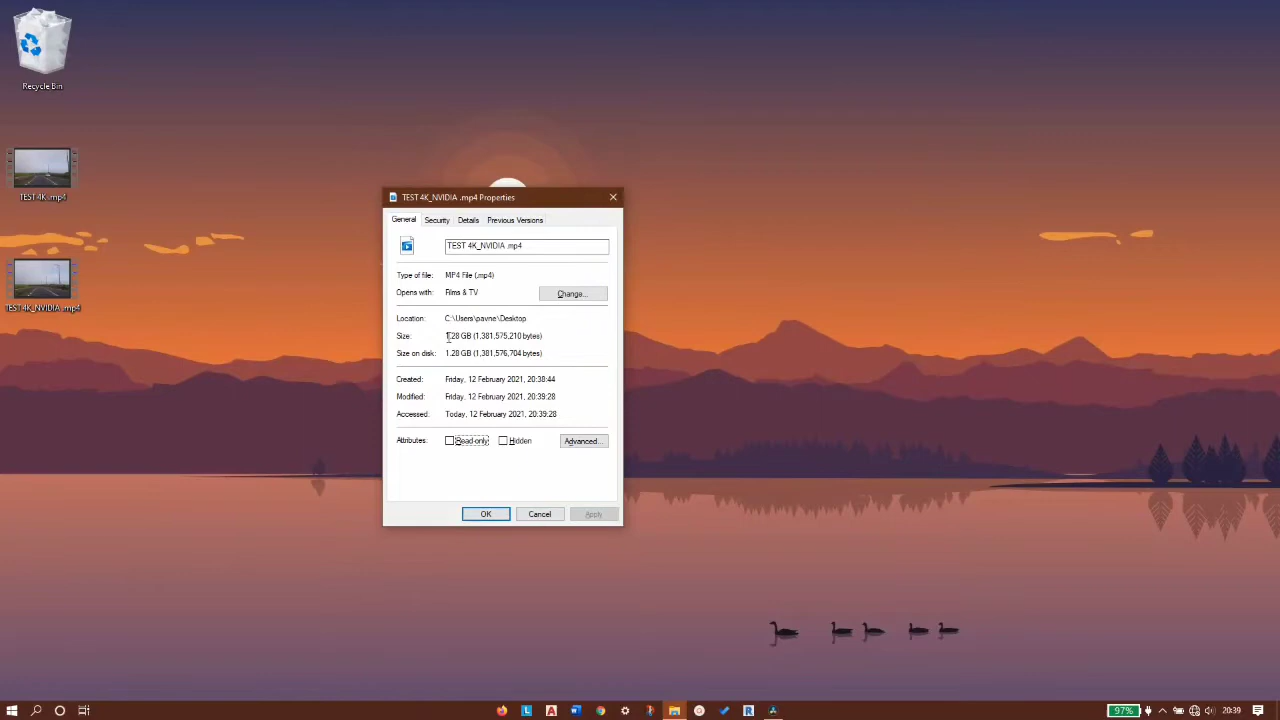 Recycle Bin
TEST 4K .mp4
TEST 4K_NVIDIA .mp4
TEST 4K_NVIDIA .mp4 Properties
General Security Details Previous Versions
TEST 4K_NVIDIA .mp4
Type of file: MP4 File (.mp4)
Opens with: Films & TV Change...
Location: C:\Users\pavne\Desktop
Size: 1.28 GB (1,381,575,210 bytes)
Size on disk: 1.28 GB (1,381,576,704 bytes)
Created: Friday, 12 February 2021, 20:38:44
Modified: Friday, 12 February 2021, 20:39:28
Accessed: Today, 12 February 2021, 20:39:28
Attributes: Read-only Hidden Advanced...
OK Cancel Apply
97% 20:39